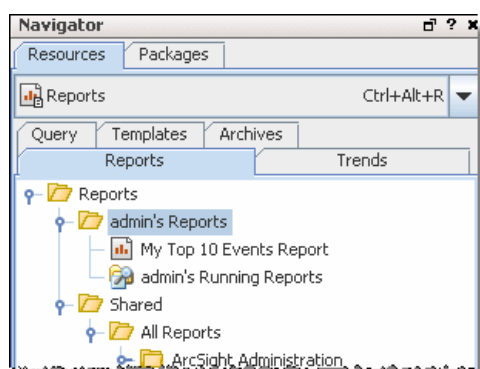 Navigator ?
Resources Packages
Reports Ctrl+Alt+R
Query Templates Archives
Reports Trends
Reports
admin's Reports
My Top 10 Events Report
admin's Running Reports
Shared
All Reports
ArcSight Administration